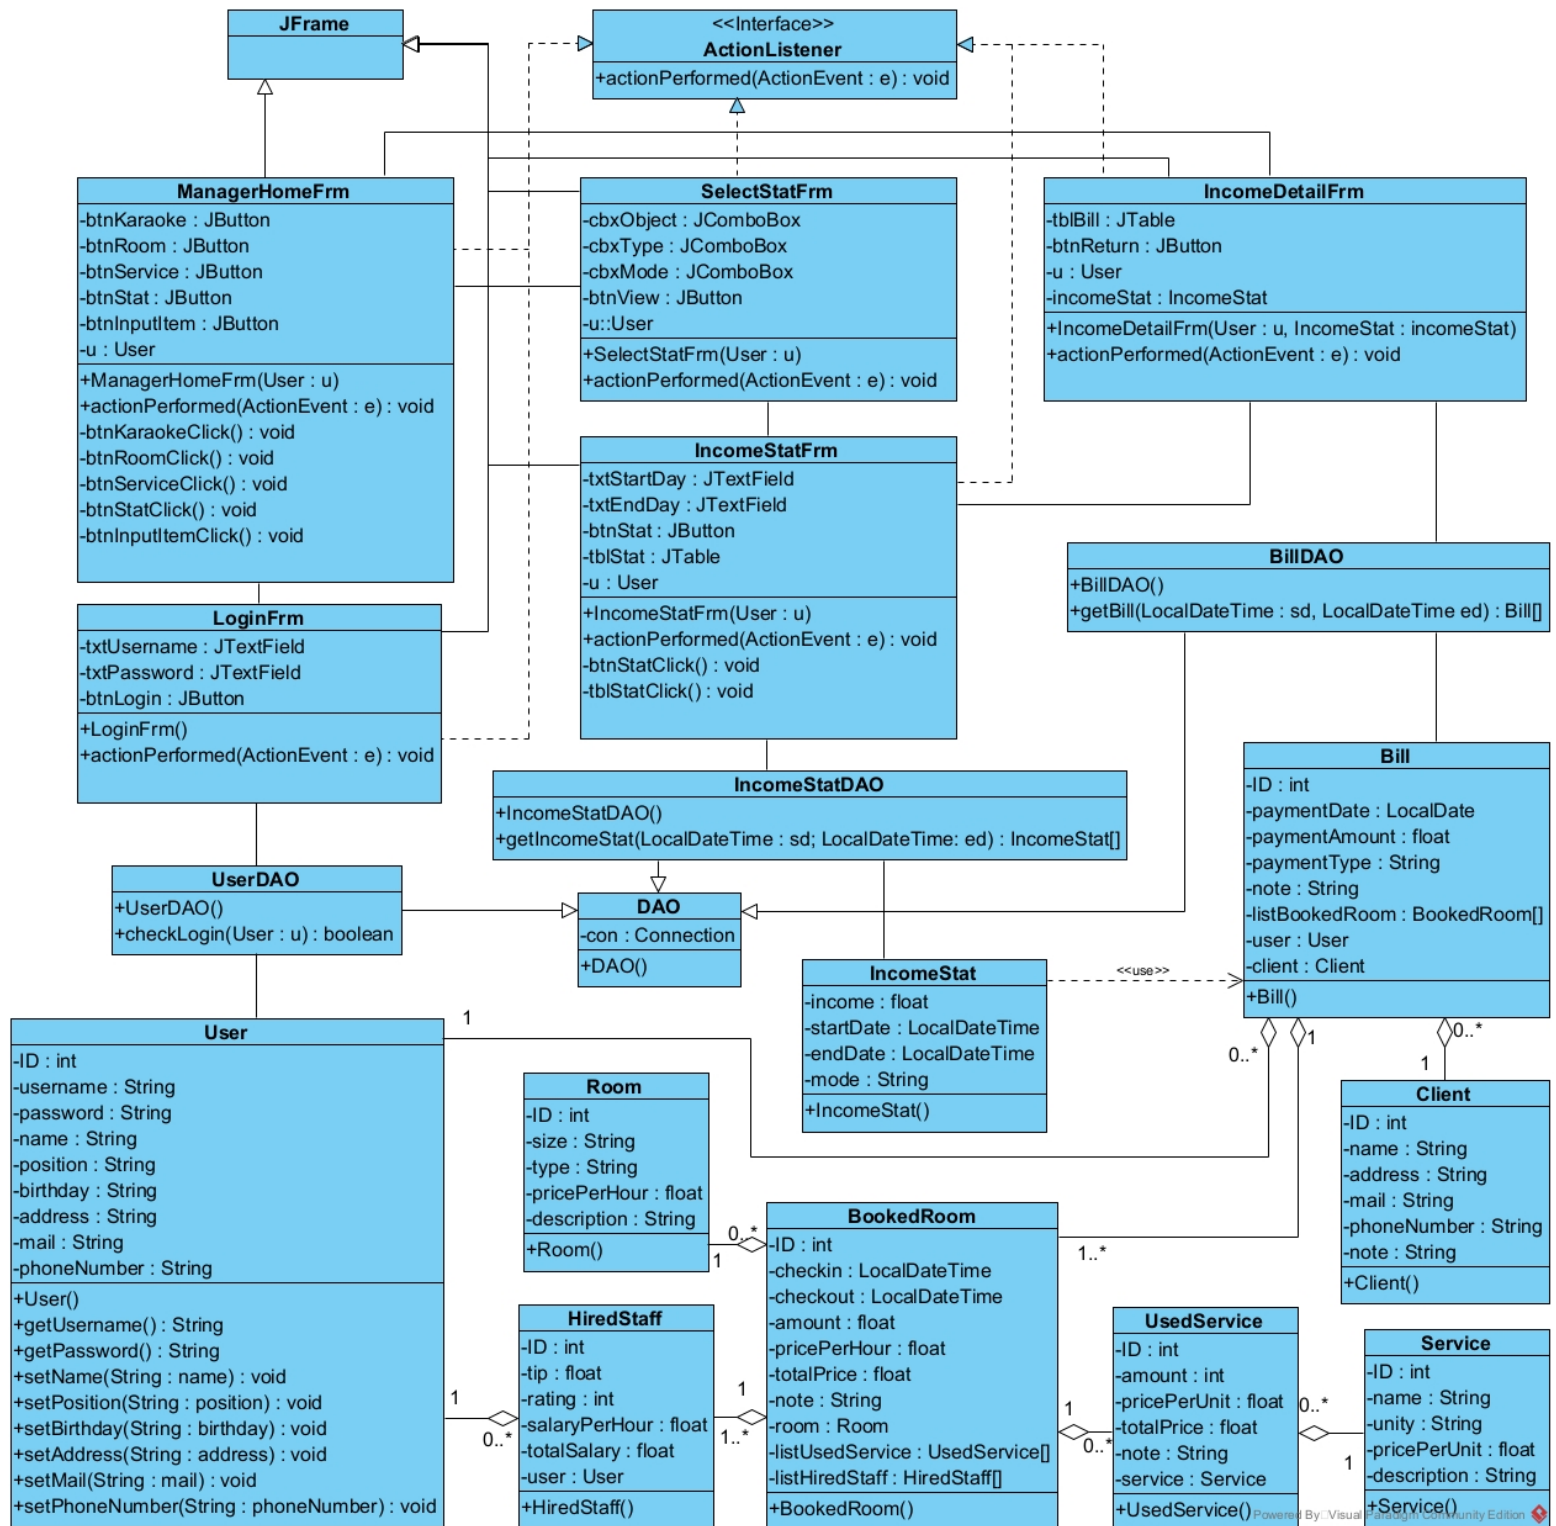 JFrame
<<Interface>>
ActionListener
+actionPerformed(ActionEvent : e) : void
ManagerHomeFrm
-btnKaraoke : JButton
-btnRoom : JButton
-btnService : JButton
-btnStat : JButton
-btnInputItem : JButton
-u : User
+ManagerHomeFrm(User : u)
+actionPerformed(ActionEvent : e) : void
-btnKaraokeClick() : void
-btnRoomClick() : void
-btnServiceClick() : void
-btnStatClick() : void
-btnInputItemClick() : void
SelectStatFrm
-cbxObject : JComboBox
-cbxType : JComboBox
-cbxMode : JComboBox
-btnView : JButton
-u::User
+SelectStatFrm(User : u)
+actionPerformed(ActionEvent : e) : void
IncomeDetailFrm
-tblBill : JTable
-btnReturn : JButton
-u : User
-incomeStat : IncomeStat
+IncomeDetailFrm(User : u, IncomeStat : incomeStat)
+actionPerformed(ActionEvent : e) : void
IncomeStatFrm
-txtStartDay : JTextField
-txtEndDay : JTextField
-btnStat : JButton
-tblStat : JTable
-u : User
+IncomeStatFrm(User : u)
+actionPerformed(ActionEvent : e) : void
-btnStatClick() : void
-tblStatClick() : void
BillDAO
+BillDAO()
+getBill(LocalDateTime : sd, LocalDateTime ed) : Bill[]
LoginFrm
-txtUsername : JTextField
-txtPassword : JTextField
-btnLogin : JButton
+LoginFrm()
+actionPerformed(ActionEvent : e) : void
IncomeStatDAO
+IncomeStatDAO()
+getIncomeStat(LocalDateTime : sd; LocalDateTime: ed) : IncomeStat[]
Bill
-ID : int
-paymentDate : LocalDate
-paymentAmount : float
-paymentType : String
-note : String
-listBookedRoom : BookedRoom[]
-user : User
-client : Client
+Bill()
UserDAO
+UserDAO()
+checkLogin(User : u) : boolean
DAO
-con : Connection
+DAO()
IncomeStat
-income : float
-startDate : LocalDateTime
-endDate : LocalDateTime
-mode : String
+IncomeStat()
<<use>>
User
-ID : int
-username : String
-password : String
-name : String
-position : String
-birthday : String
-address : String
-mail : String
-phoneNumber : String
+User()
+getUsername() : String
+getPassword() : String
+setName(String : name) : void
+setPosition(String : position) : void
+setBirthday(String : birthday) : void
+setAddress(String : address) : void
+setMail(String : mail) : void
+setPhoneNumber(String : phoneNumber) : void
1
0..*
1
0..*
1
Room
-ID : int
-size : String
-type : String
-pricePerHour : float
-description : String
+Room()
0..*
1
Client
-ID : int
-name : String
-address : String
-mail : String
-phoneNumber : String
-note : String
+Client()
BookedRoom
-ID : int
-checkin : LocalDateTime
-checkout : LocalDateTime
-amount : float
-pricePerHour : float
-totalPrice : float
-note : String
-room : Room
-listUsedService : UsedService[]
-listHiredStaff : HiredStaff[]
+BookedRoom()
1..*
HiredStaff
-ID : int
-tip : float
-rating : int
-salaryPerHour : float
-totalSalary : float
-user : User
+HiredStaff()
1
0..*
1
1..*
UsedService
-ID : int
-amount : int
-pricePerUnit : float
-totalPrice : float
-note : String
-service : Service
+UsedService()
1
0..*
0..*
1
Service
-ID : int
-name : String
-unity : String
-pricePerUnit : float
-description : String
+Service()
Powered By Visual Paradigm Community Edition